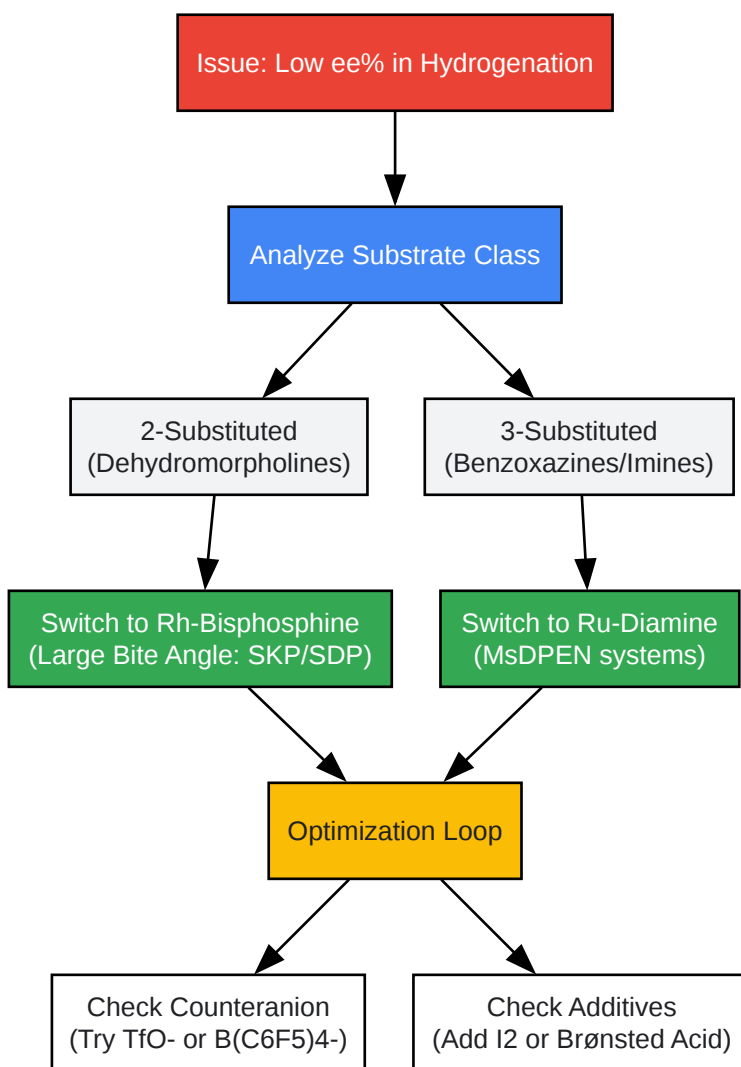 Issue: Low ee% in Hydrogenation
Analyze Substrate Class
2-Substituted
(Dehydromorpholines)
3-Substituted
(Benzoxazines/Imines)
Switch to Rh-Bisphosphine
(Large Bite Angle: SKP/SDP)
Switch to Ru-Diamine
(MsDPEN systems)
Optimization Loop
Check Counteranion
(Try TfO- or B(C6F5)4-)
Check Additives
(Add I2 or Brønsted Acid)